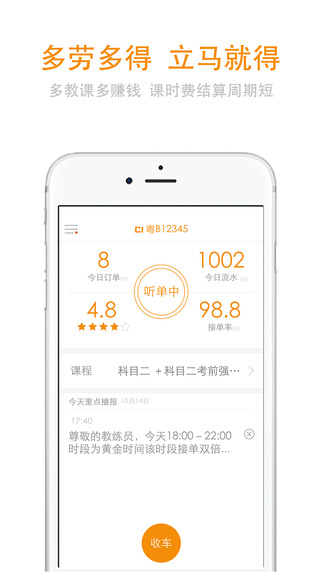 多劳多得 立马就得
多教课多赚钱 课时费结算周期短
C1 粤B12345
8
今日订单
1002
今日流水
听单中
4.8
98.8
接单率
课程 科目二 + 科目二考前强…
今天重点播报 10月14日
17:40
尊敬的教练员，今天18:00 – 22:00
时段为黄金时间该时段接单双倍…
收车